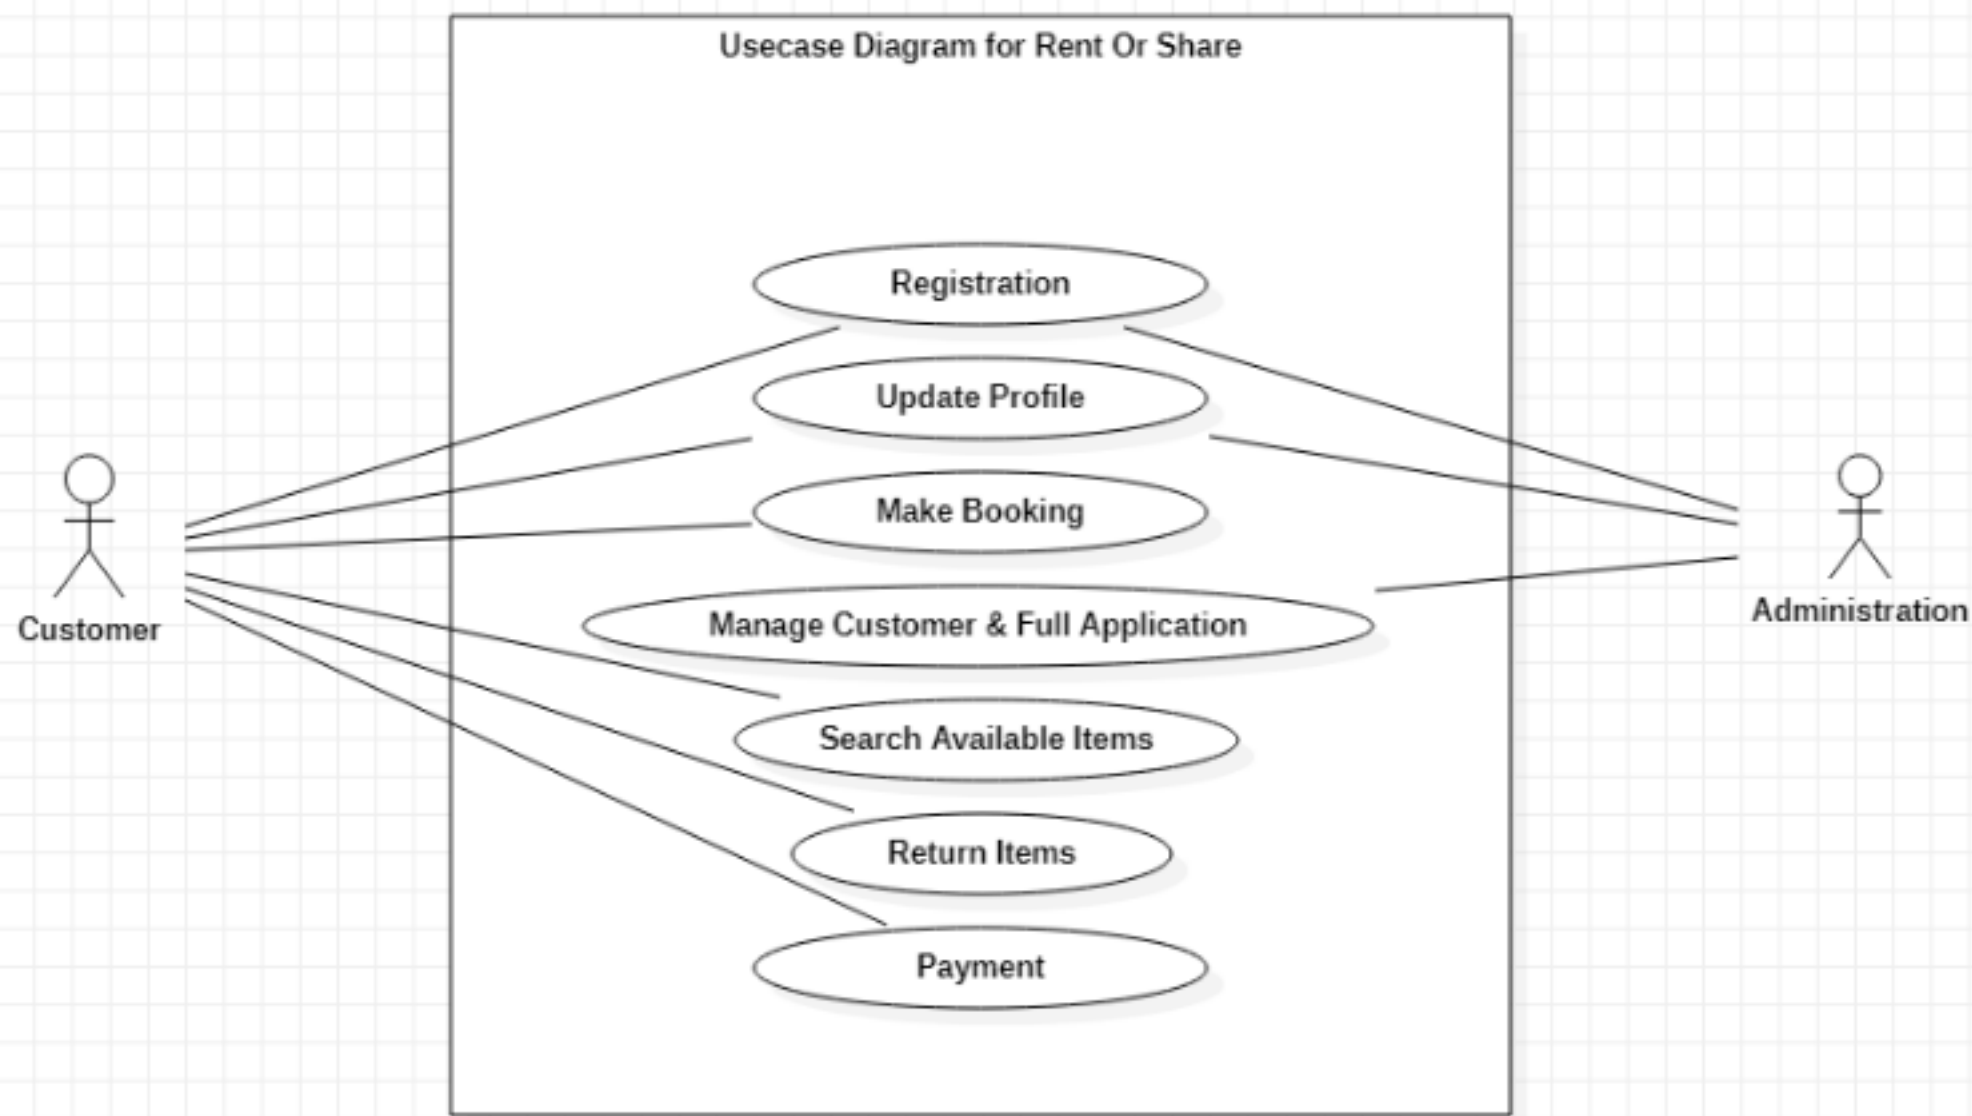 Usecase Diagram for Rent Or Share
Registration
Update Profile
Make Booking
Manage Customer & Full Application
Search Available Items
Return Items
Payment
Customer
Administration